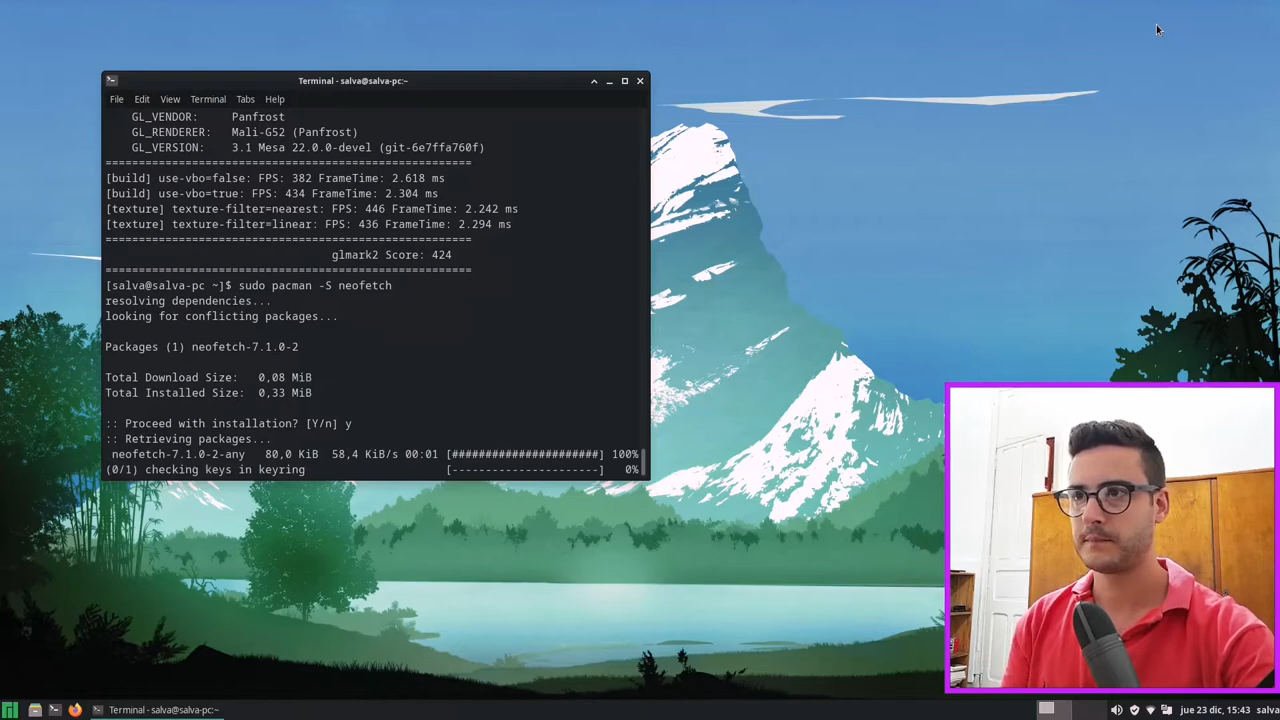 Terminal - salva@salva-pc:~
File Edit View Terminal Tabs Help
GL_VENDOR: Panfrost
GL_RENDERER: Mali-G52 (Panfrost)
GL_VERSION: 3.1 Mesa 22.0.0-devel (git-6e7ffa760f)
=======================================================
[build] use-vbo=false: FPS: 382 FrameTime: 2.618 ms
[build] use-vbo=true: FPS: 434 FrameTime: 2.304 ms
[texture] texture-filter=nearest: FPS: 446 FrameTime: 2.242 ms
[texture] texture-filter=linear: FPS: 436 FrameTime: 2.294 ms
=======================================================
glmark2 Score: 424
=======================================================
[salva@salva-pc ~]$ sudo pacman -S neofetch
resolving dependencies...
looking for conflicting packages...
Packages (1) neofetch-7.1.0-2
Total Download Size: 0,08 MiB
Total Installed Size: 0,33 MiB
:: Proceed with installation? [Y/n] y
:: Retrieving packages...
neofetch-7.1.0-2-any 80,0 KiB 58,4 KiB/s 00:01 [######################] 100%
(0/1) checking keys in keyring [----------------------] 0%
Terminal - salva@salva-pc:~
jue 23 dic, 15:43 salva